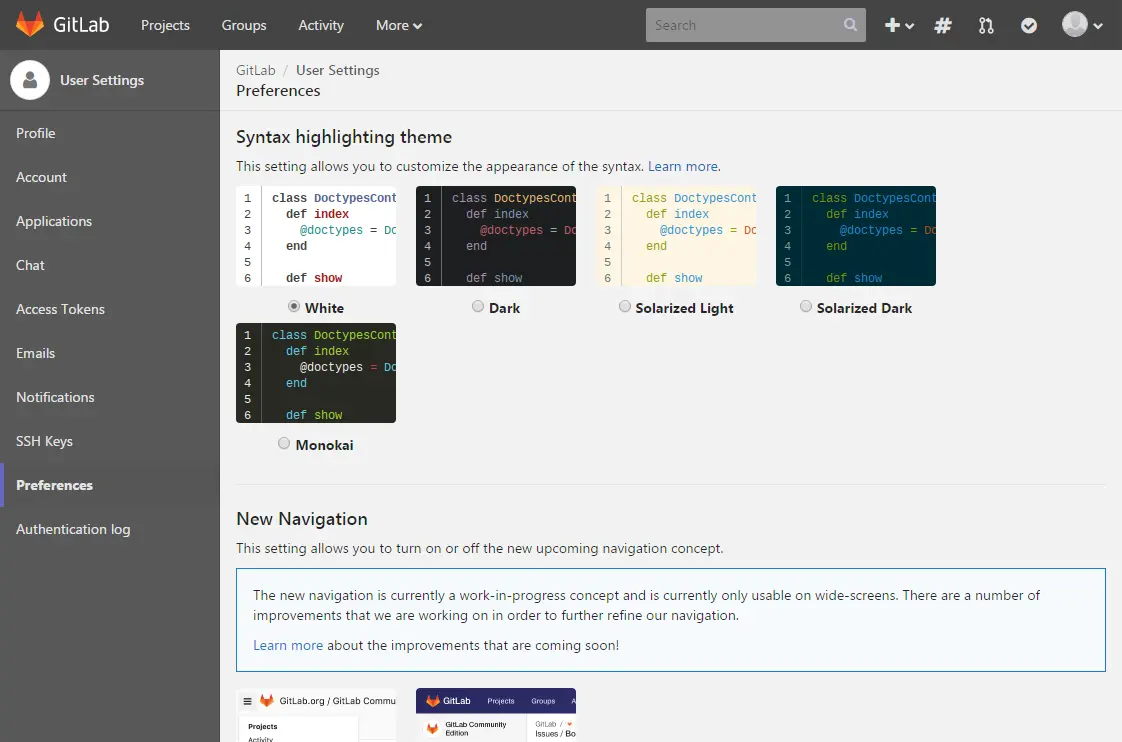 GitLab Projects Groups Activity More Search
User Settings
Profile
Account
Applications
Chat
Access Tokens
Emails
Notifications
SSH Keys
Preferences
Authentication log
GitLab / User Settings
Preferences
Syntax highlighting theme
This setting allows you to customize the appearance of the syntax. Learn more.
1 class DoctypesCont
2 def index
3 @doctypes = Do
4 end
5
6 def show
White
1 class DoctypesCont
2 def index
3 @doctypes = Do
4 end
5
6 def show
Dark
1 class DoctypesCont
2 def index
3 @doctypes = Do
4 end
5
6 def show
Solarized Light
1 class DoctypesCont
2 def index
3 @doctypes = Do
4 end
5
6 def show
Solarized Dark
1 class DoctypesCont
2 def index
3 @doctypes = Do
4 end
5
6 def show
Monokai
New Navigation
This setting allows you to turn on or off the new upcoming navigation concept.
The new navigation is currently a work-in-progress concept and is currently only usable on wide-screens. There are a number of
improvements that we are working on in order to further refine our navigation.
Learn more about the improvements that are coming soon!
GitLab.org / GitLab Commu
Projects
Activity
GitLab Projects Groups A
GitLab Community
Edition
GitLab /
Issues / Bo